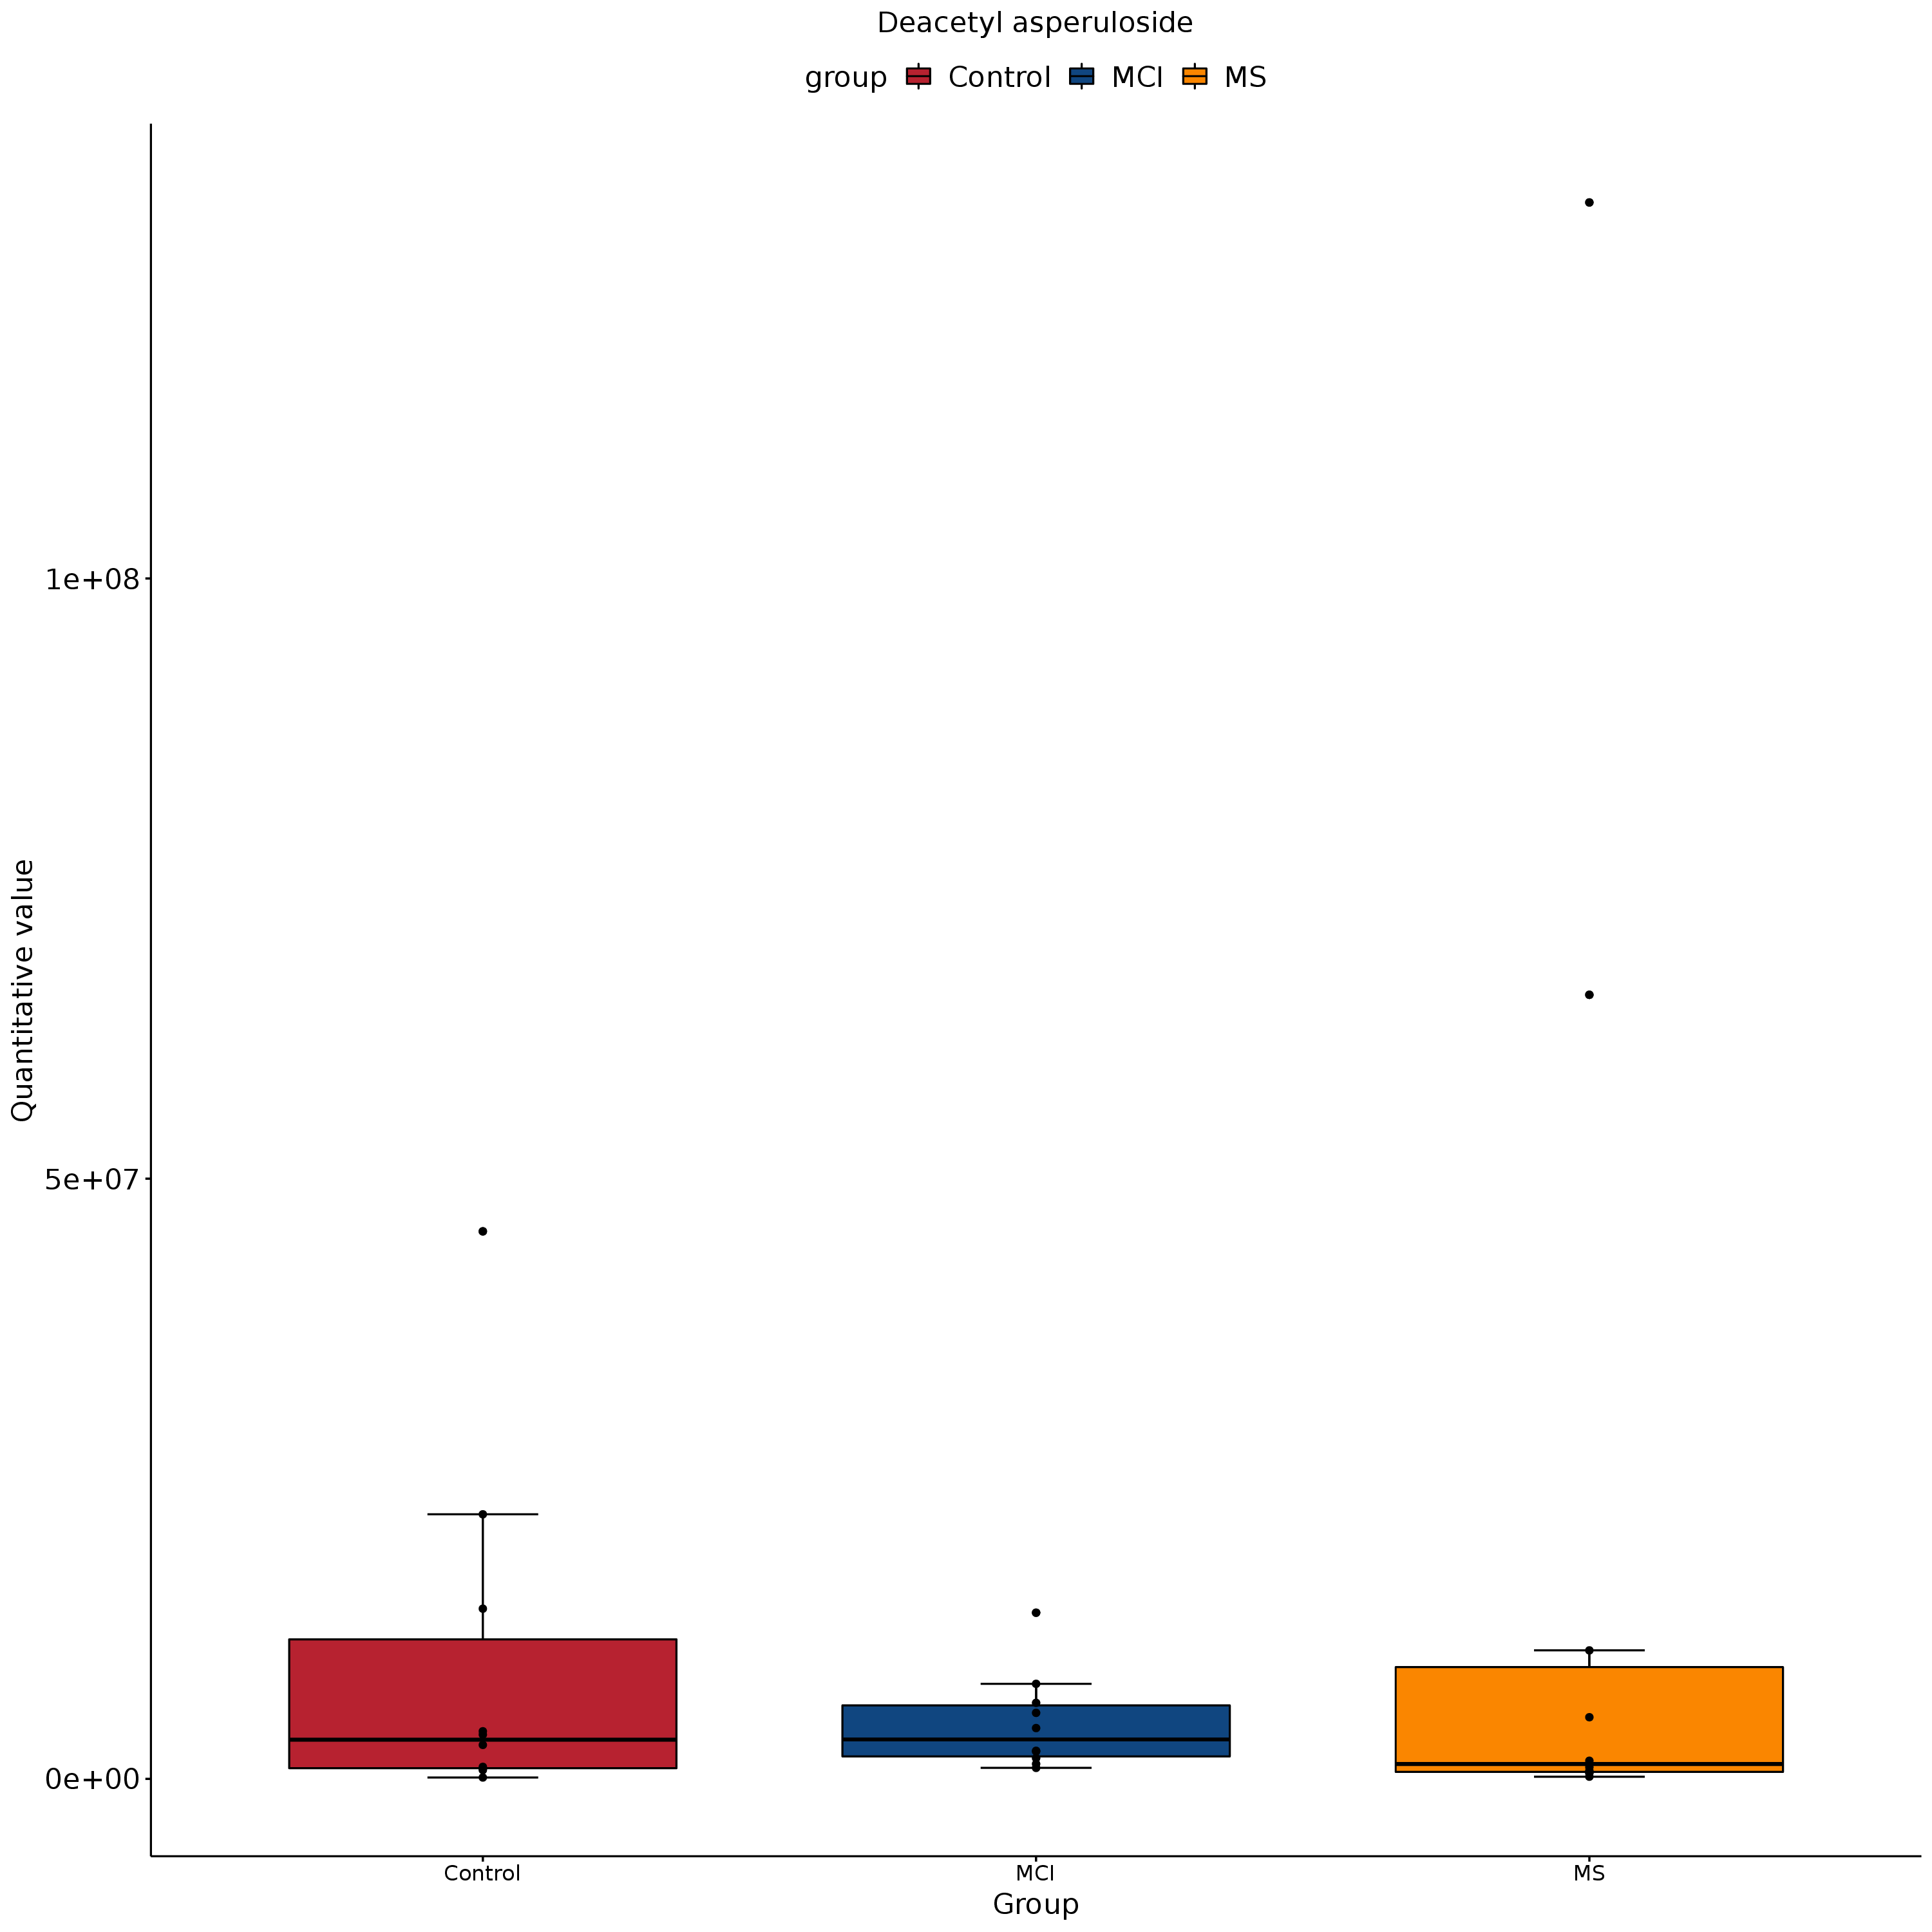 Deacetyl asperuloside
group Control MCI MS
Quantitative value
1e+08
5e+07
0e+00
Control MCI MS
Group